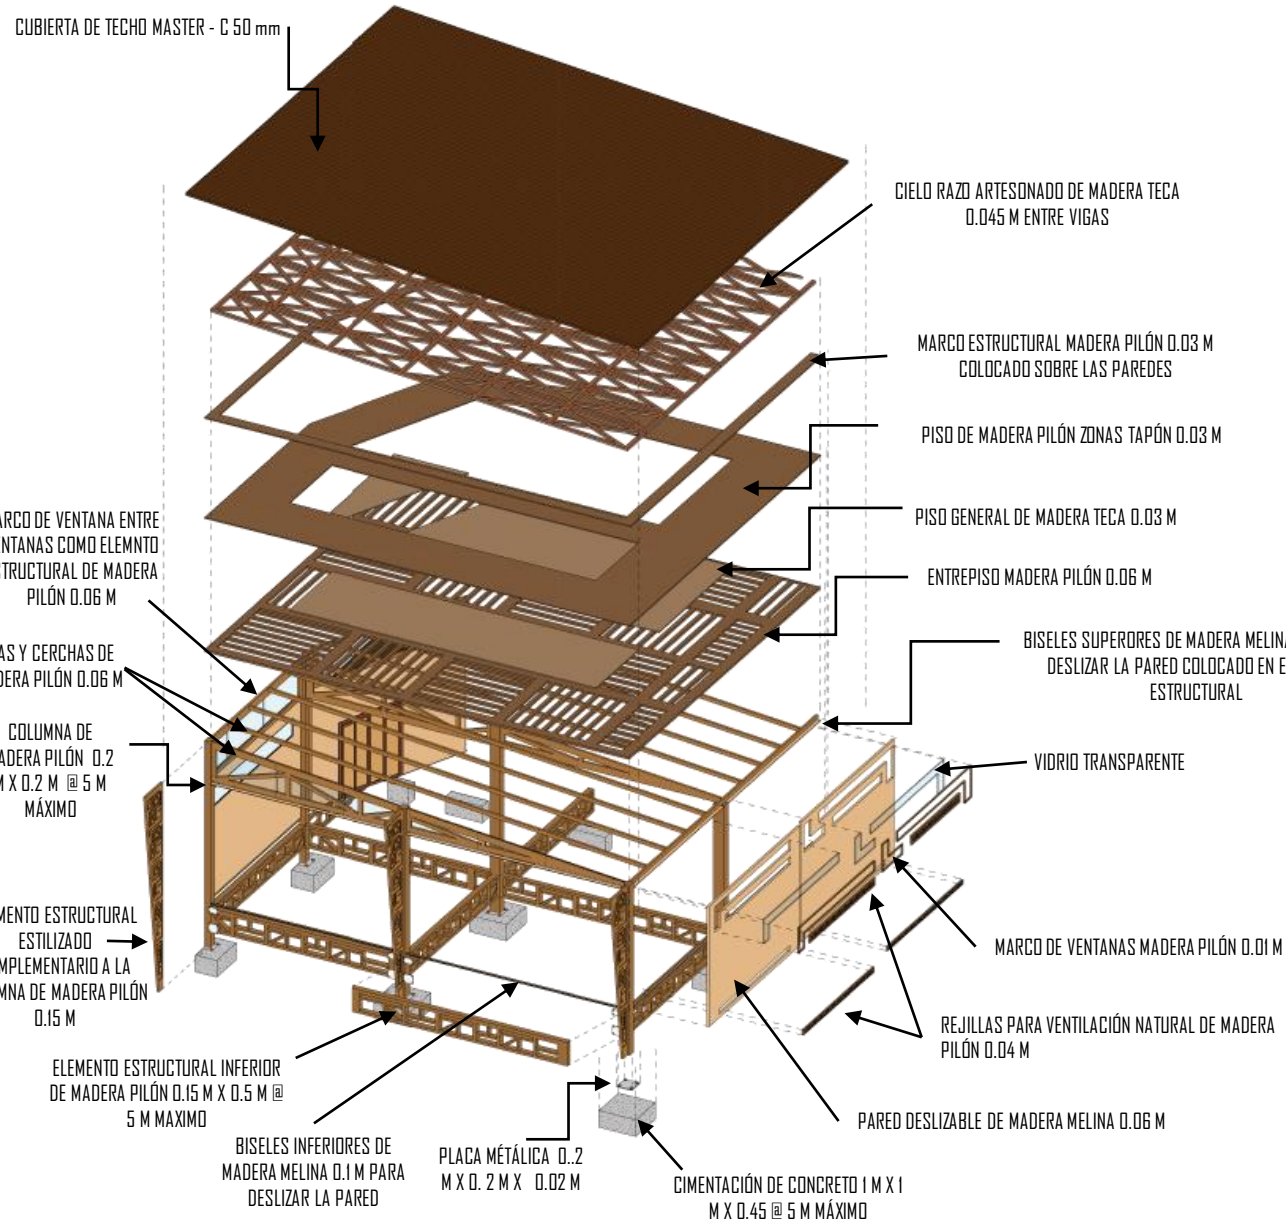 CUBIERTA DE TECHO MASTER - C 50 mm
CIELO RAZO ARTESONADO DE MADERA TECA
0.045 M ENTRE VIGAS
MARCO ESTRUCTURAL MADERA PILÓN 0.03 M
COLOCADO SOBRE LAS PAREDES
PISO DE MADERA PILÓN ZONAS TAPÓN 0.03 M
PISO GENERAL DE MADERA TECA 0.03 M
ENTREPISO MADERA PILÓN 0.06 M
BISELES SUPERORES DE MADERA MELINA
DESLIZAR LA PARED COLOCADO EN E
ESTRUCTURAL
VIDRIO TRANSPARENTE
MARCO DE VENTANAS MADERA PILÓN 0.01 M
REJILLAS PARA VENTILACIÓN NATURAL DE MADERA
PILÓN 0.04 M
PARED DESLIZABLE DE MADERA MELINA 0.06 M
CIMENTACIÓN DE CONCRETO 1 M X 1
M X 0.45 @ 5 M MÁXIMO
PLACA MÉTÁLICA 0..2
M X 0. 2 M X 0.02 M
BISELES INFERIORES DE
MADERA MELINA 0.1 M PARA
DESLIZAR LA PARED
ELEMENTO ESTRUCTURAL INFERIOR
DE MADERA PILÓN 0.15 M X 0.5 M @
5 M MAXIMO
EMENTO ESTRUCTURAL
ESTILIZADO
MPLEMENTARIO A LA
MNA DE MADERA PILÓN
0.15 M
COLUMNA DE
ADERA PILÓN 0.2
M X 0.2 M @ 5 M
MÁXIMO
AS Y CERCHAS DE
DERA PILÓN 0.06 M
ARCO DE VENTANA ENTRE
ENTANAS COMO ELEMNTO
STRUCTURAL DE MADERA
PILÓN 0.06 M